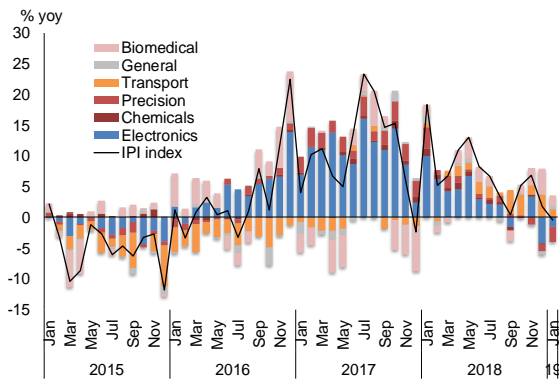 % yoy
30
25
20
15
10
5
0
-5
-10
-15
Biomedical
General
Transport
Precision
Chemicals
Electronics
IPI index
Jan Mar May Jul Sep Nov Jan Mar May Jul Sep Nov Jan Mar May Jul Sep Nov Jan Mar May Jul Sep Nov Jan
2015 2016 2017 2018 19